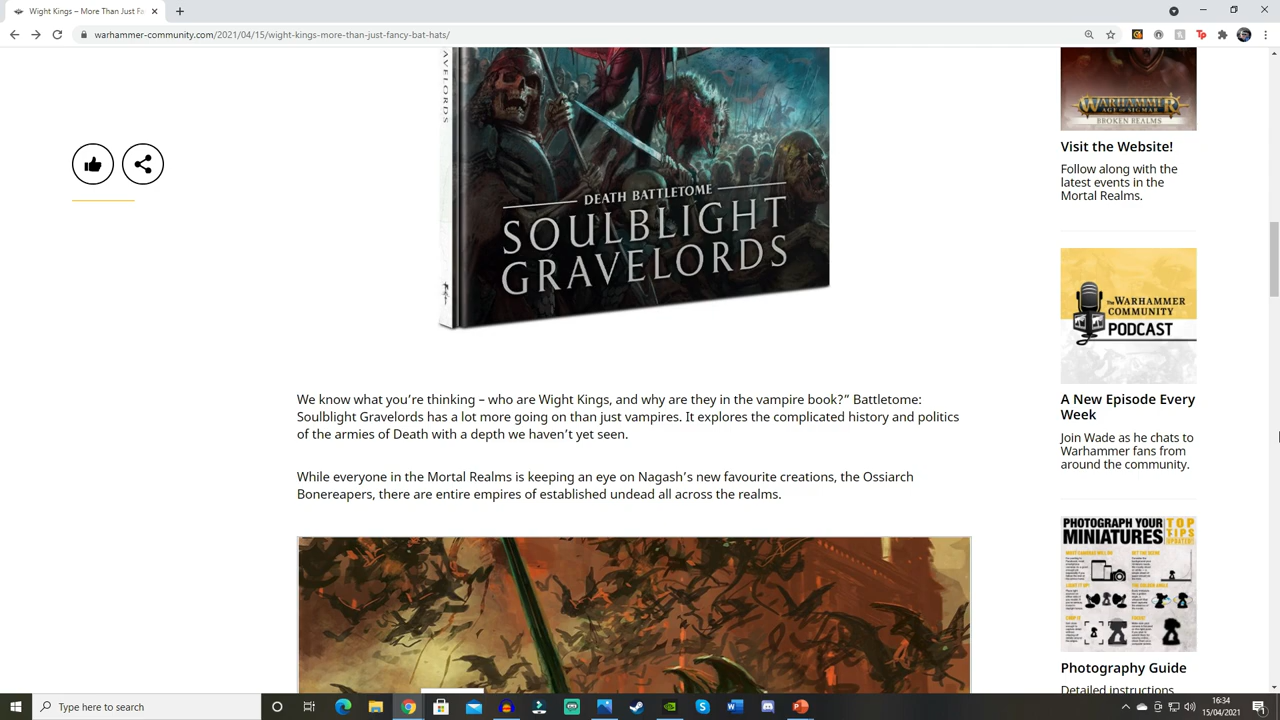 Wight Kings – More Than Just Fa
warhammer-community.com/2021/04/15/wight-kings-more-than-just-fancy-bat-hats/
DEATH BATTLETOME
SOULBLIGHT
GRAVELORDS
We know what you're thinking – who are Wight Kings, and why are they in the vampire book?” Battletome:
Soulblight Gravelords has a lot more going on than just vampires. It explores the complicated history and politics
of the armies of Death with a depth we haven't yet seen.
While everyone in the Mortal Realms is keeping an eye on Nagash's new favourite creations, the Ossiarch
Bonereapers, there are entire empires of established undead all across the realms.
WARHAMMER
AGE OF SIGMAR
BROKEN REALMS
Visit the Website!
Follow along with the
latest events in the
Mortal Realms.
The WARHAMMER
COMMUNITY
PODCAST
A New Episode Every
Week
Join Wade as he chats to
Warhammer fans from
around the community.
PHOTOGRAPH YOUR
MINIATURES
TOP
TIPS
Photography Guide
Detailed instructions
Type here to search
16:34
15/04/2021